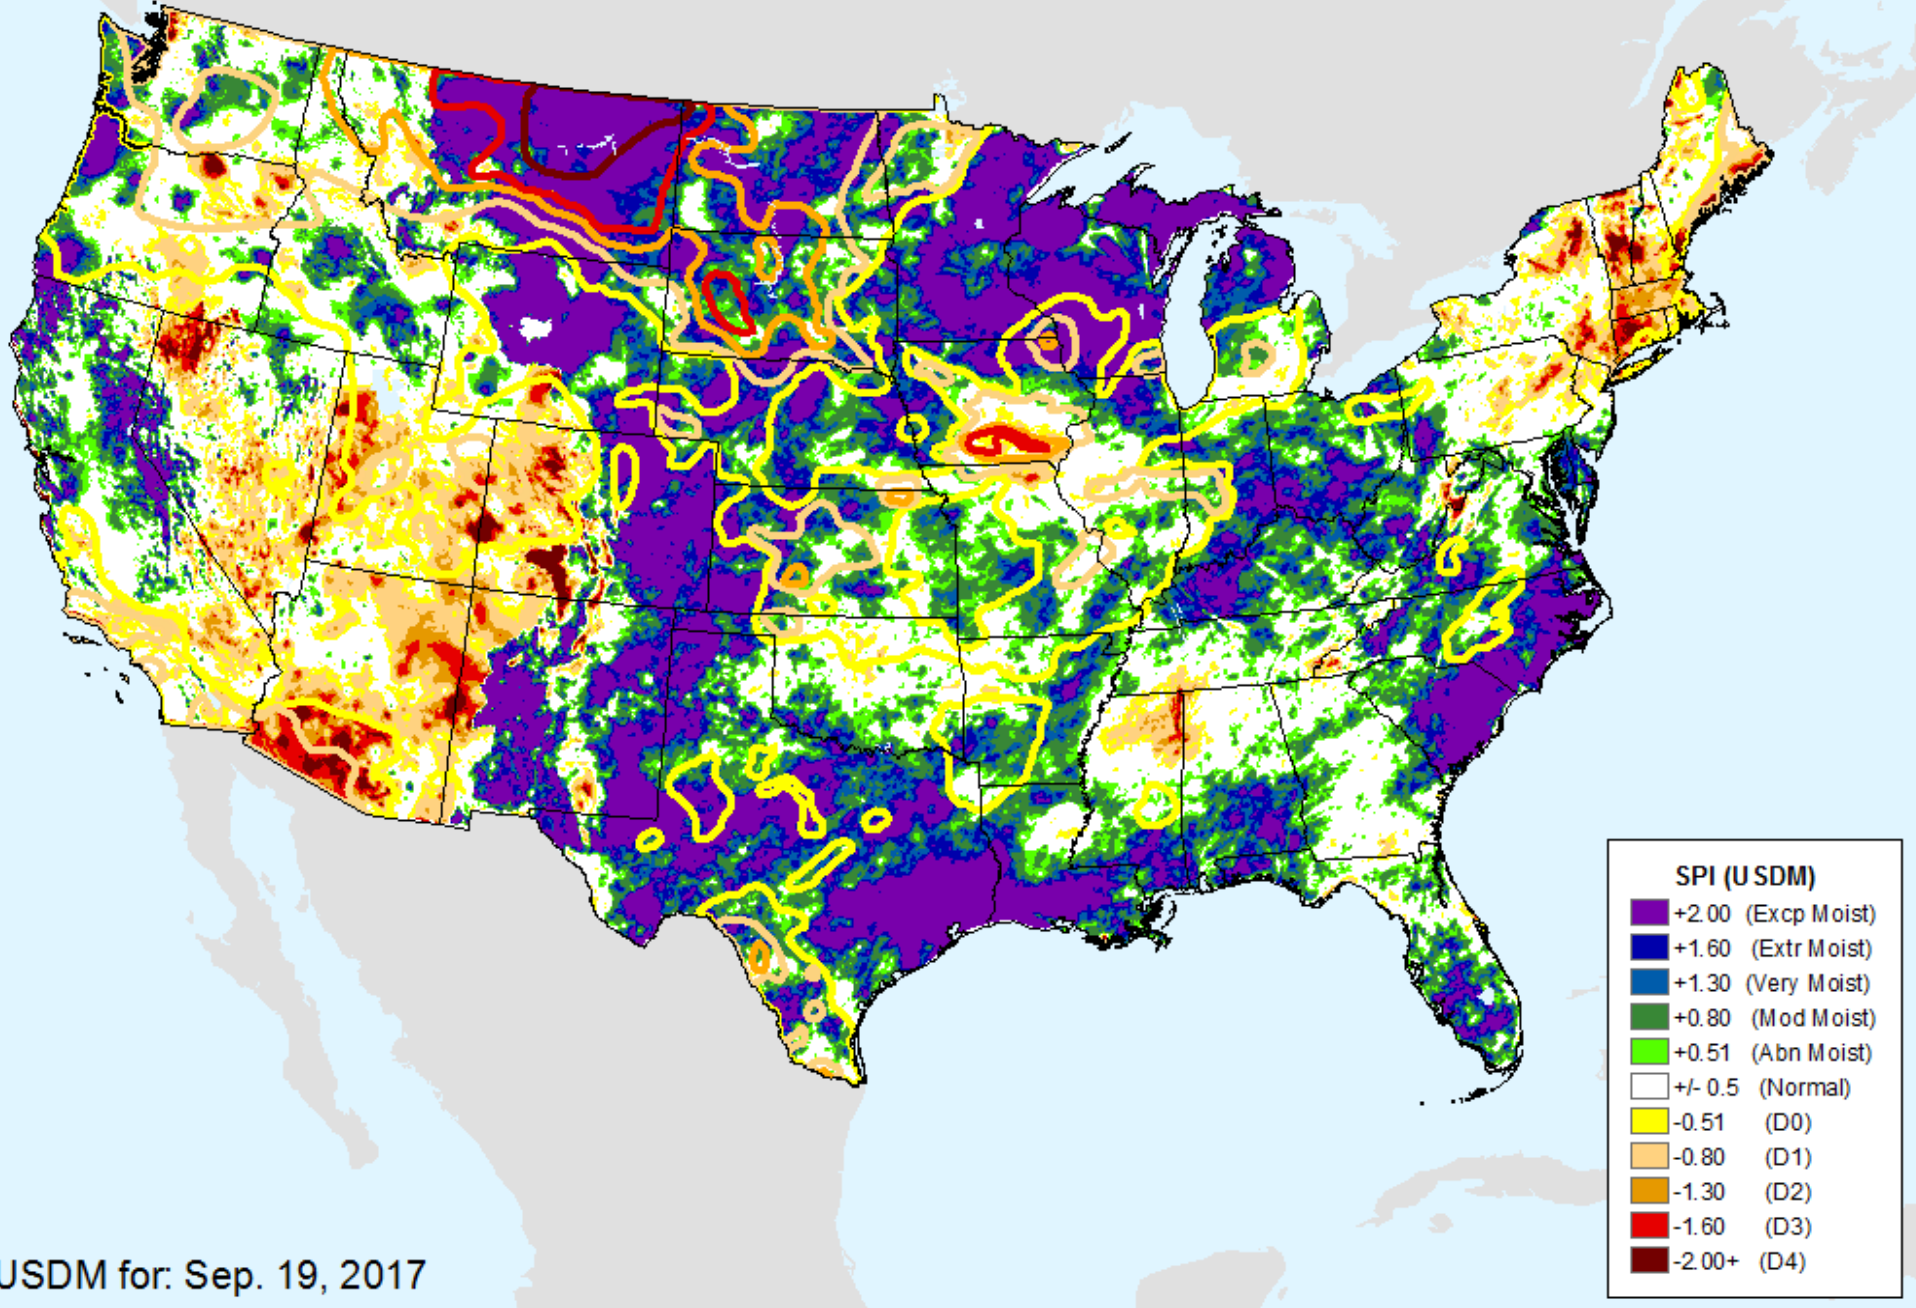 SPI (USDM)
+2.00 (Excp Moist)
+1.60 (Extr Moist)
+1.30 (Very Moist)
+0.80 (Mod Moist)
+0.51 (Abn Moist)
+/- 0.5 (Normal)
-0.51 (D0)
-0.80 (D1)
-1.30 (D2)
-1.60 (D3)
-2.00+ (D4)
USDM for: Sep. 19, 2017